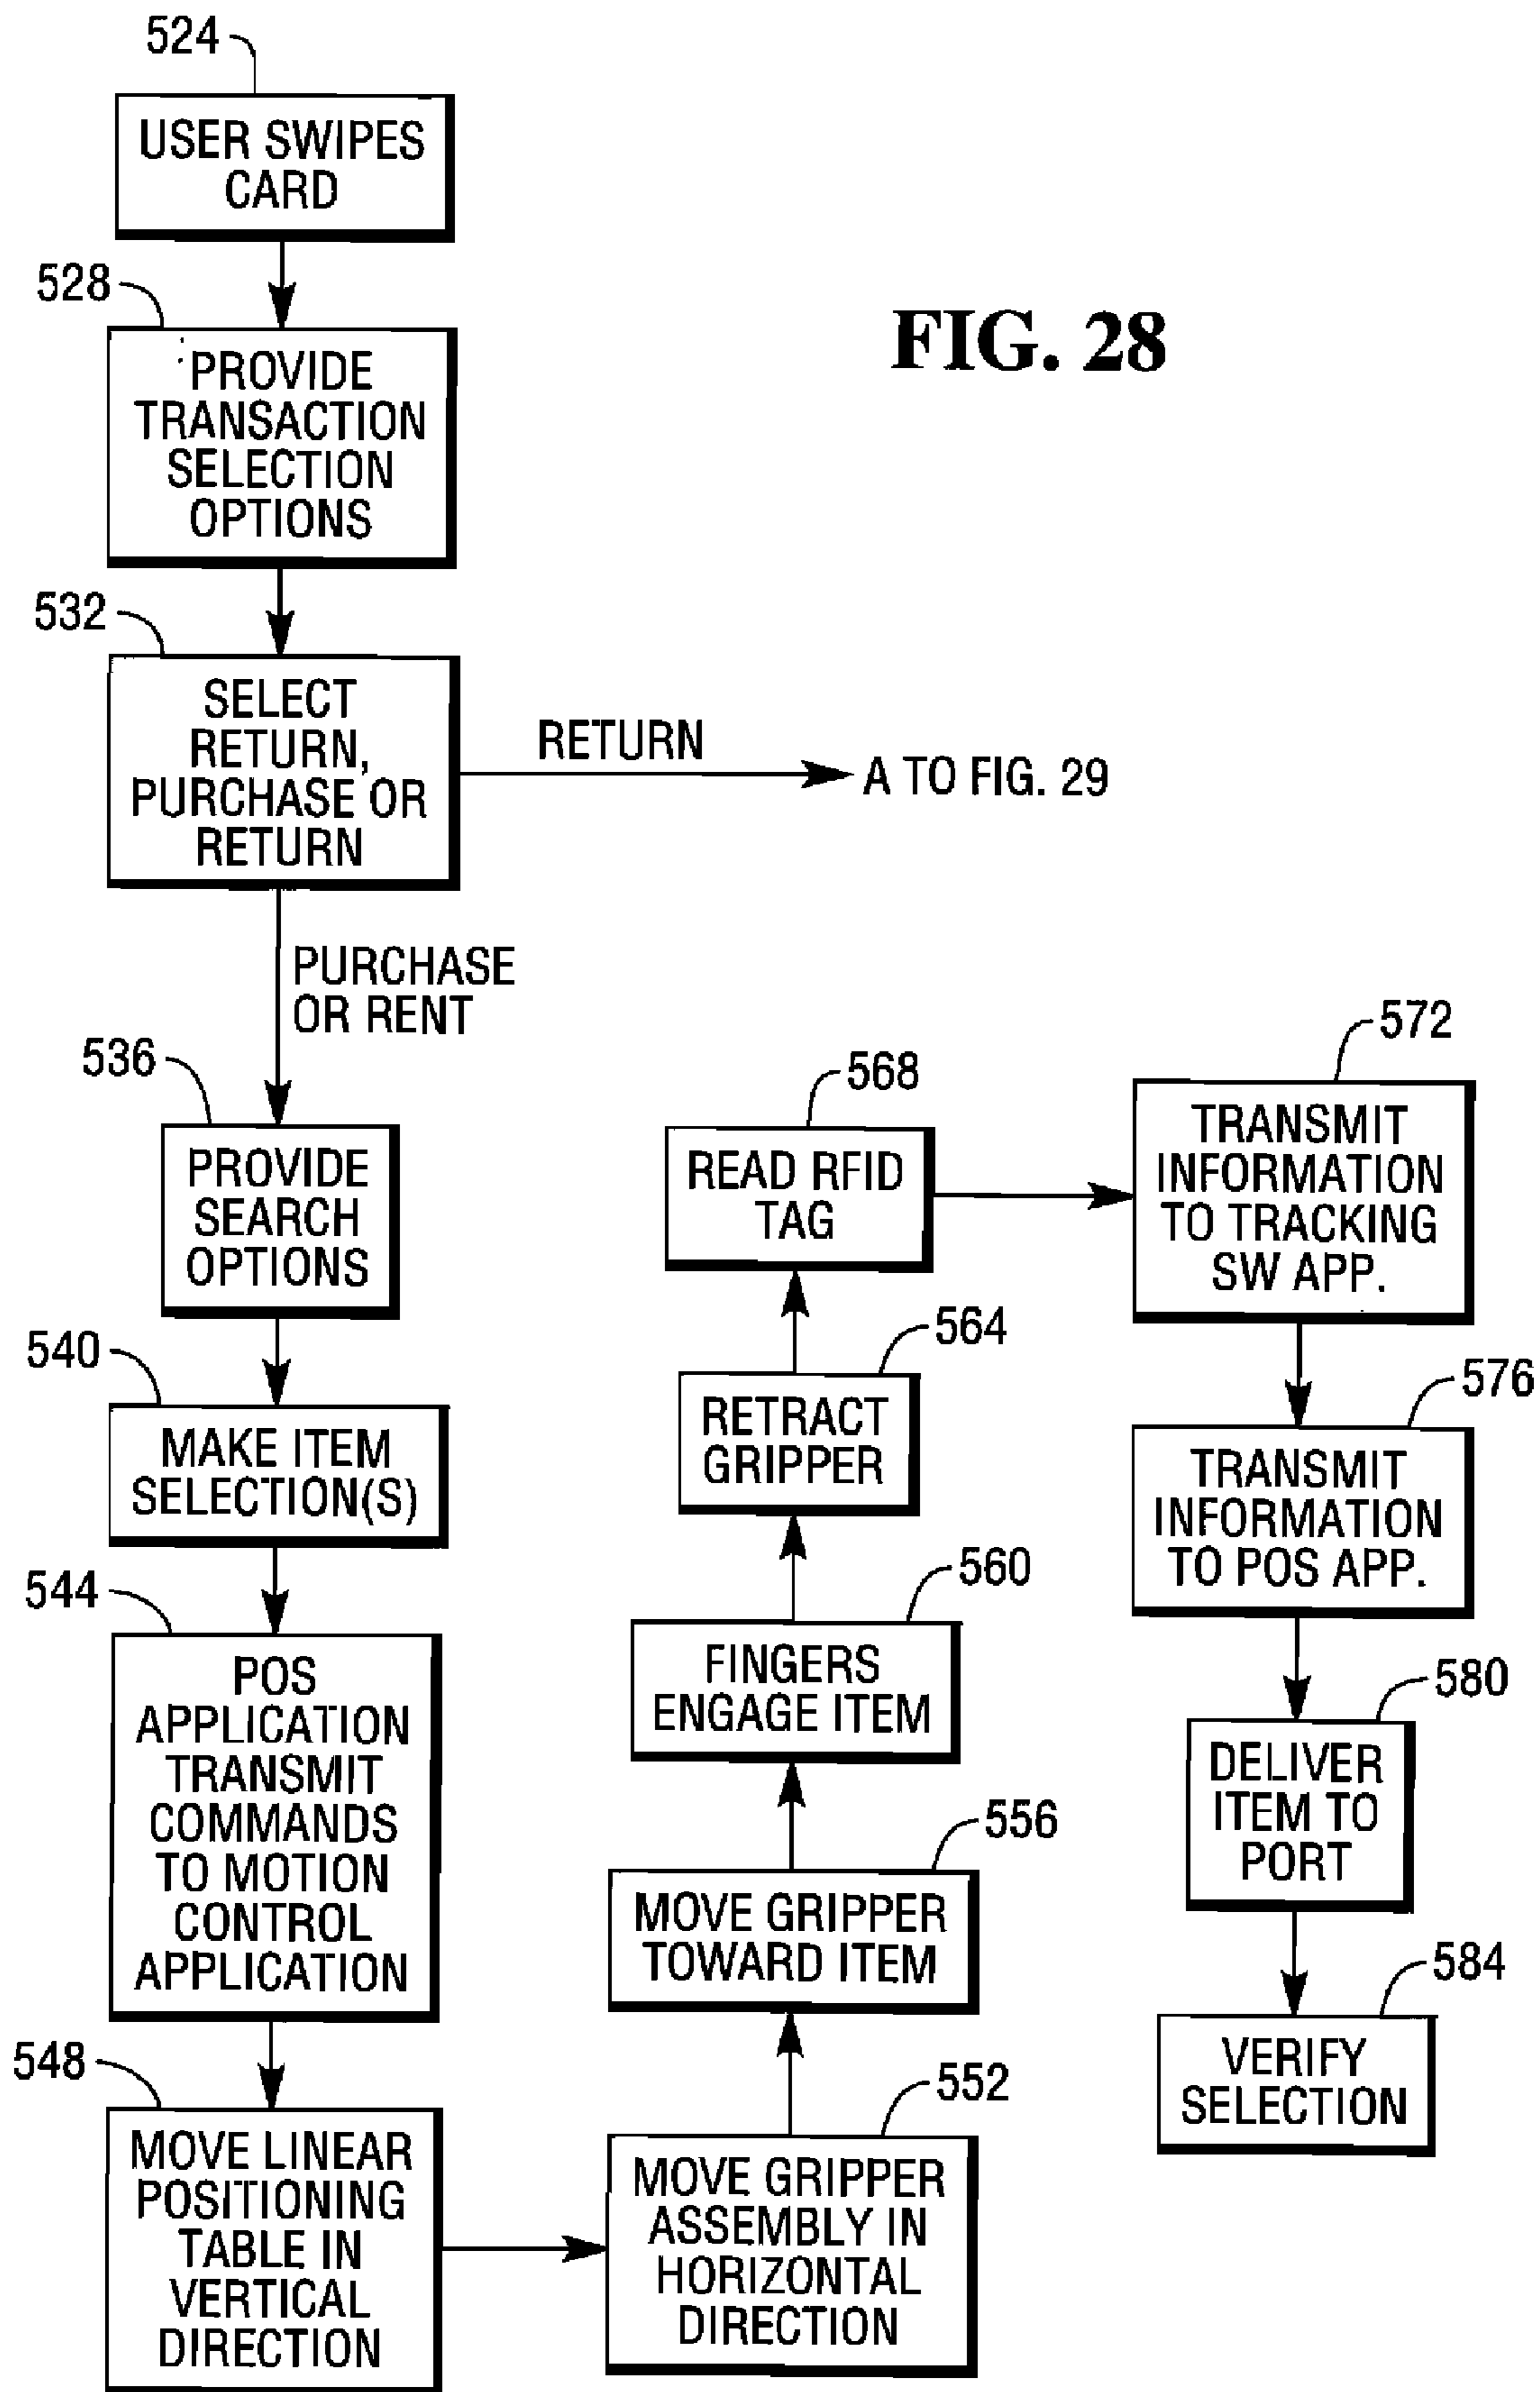 524
USER SWIPES
CARD
528
PROVIDE
TRANSACTION
SELECTION
OPTIONS
FIG. 28
532
SELECT
RETURN,
PURCHASE OR
RETURN
RETURN
A TO FIG. 29
PURCHASE
OR RENT
536
PROVIDE
SEARCH
OPTIONS
540
MAKE ITEM
SELECTION(S)
544
POS
APPLICATION
TRANSMIT
COMMANDS
TO MOTION
CONTROL
APPLICATION
548
MOVE LINEAR
POSITIONING
TABLE IN
VERTICAL
DIRECTION
552
MOVE GRIPPER
ASSEMBLY IN
HORIZONTAL
DIRECTION
556
MOVE GRIPPER
TOWARD ITEM
560
FINGERS
ENGAGE ITEM
564
RETRACT
GRIPPER
568
READ RFID
TAG
572
TRANSMIT
INFORMATION
TO TRACKING
SW APP.
576
TRANSMIT
INFORMATION
TO POS APP.
580
DELIVER
ITEM TO
PORT
584
VERIFY
SELECTION